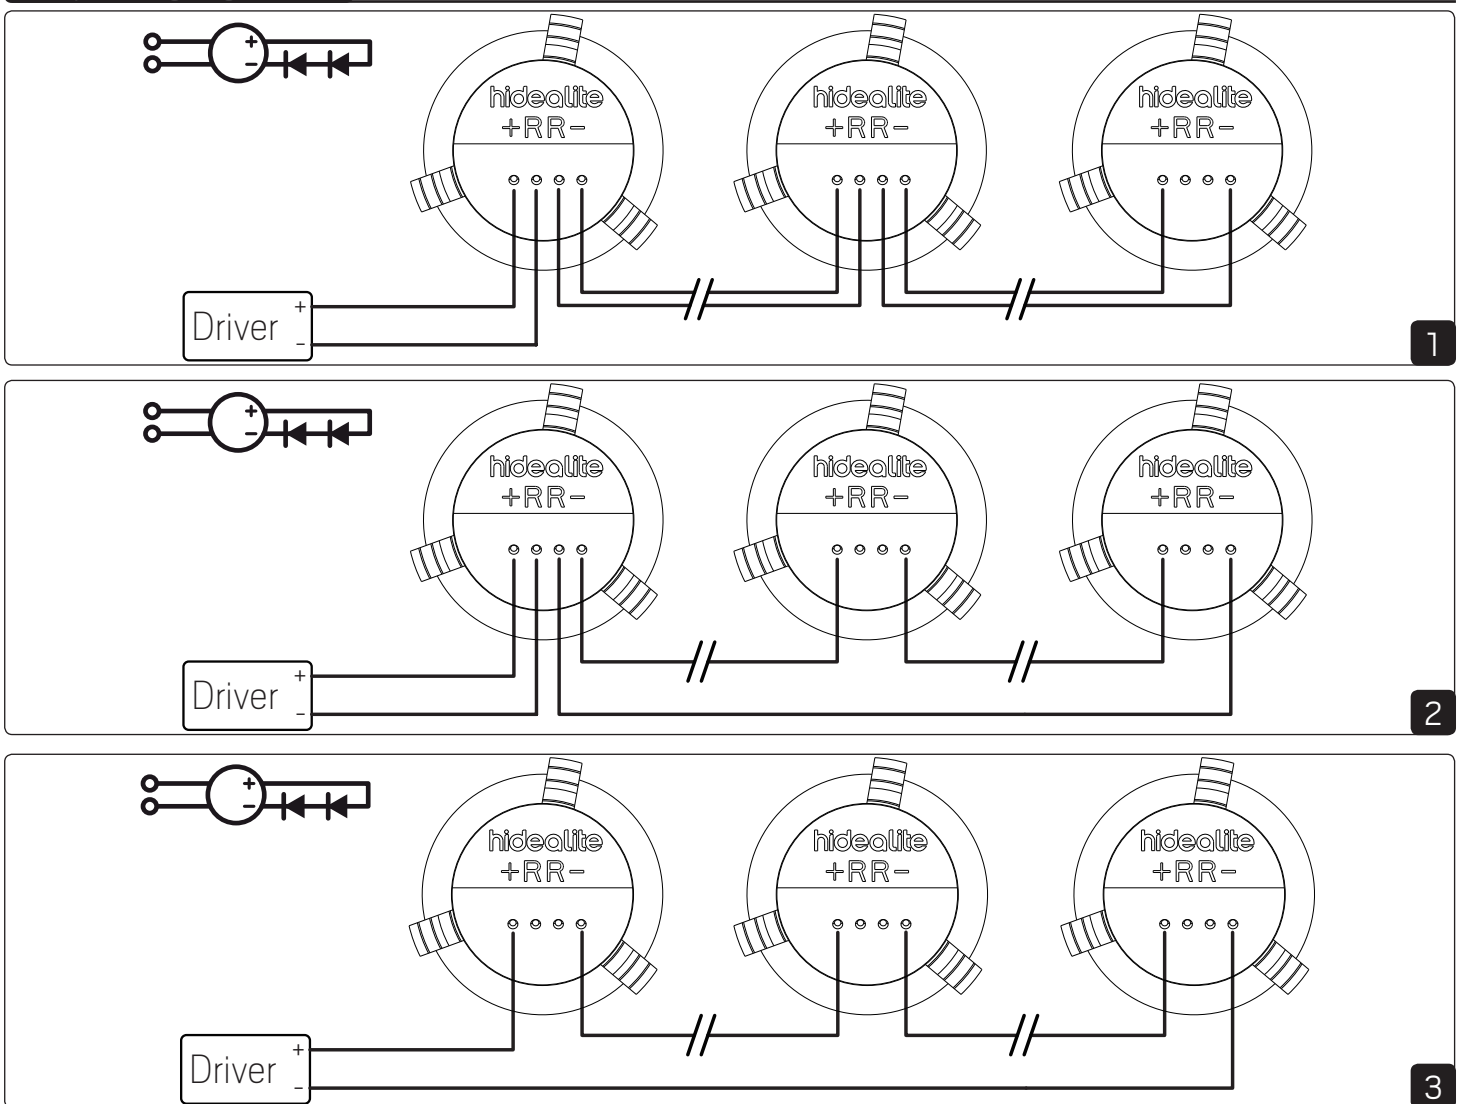 hidealite hidealite hidealite
+RR- +RR- +RR-
+
-
Driver + -
1
hidealite hidealite hidealite
+RR- +RR- +RR-
+
-
Driver + -
2
hidealite hidealite hidealite
+RR- +RR- +RR-
+
-
Driver + -
3